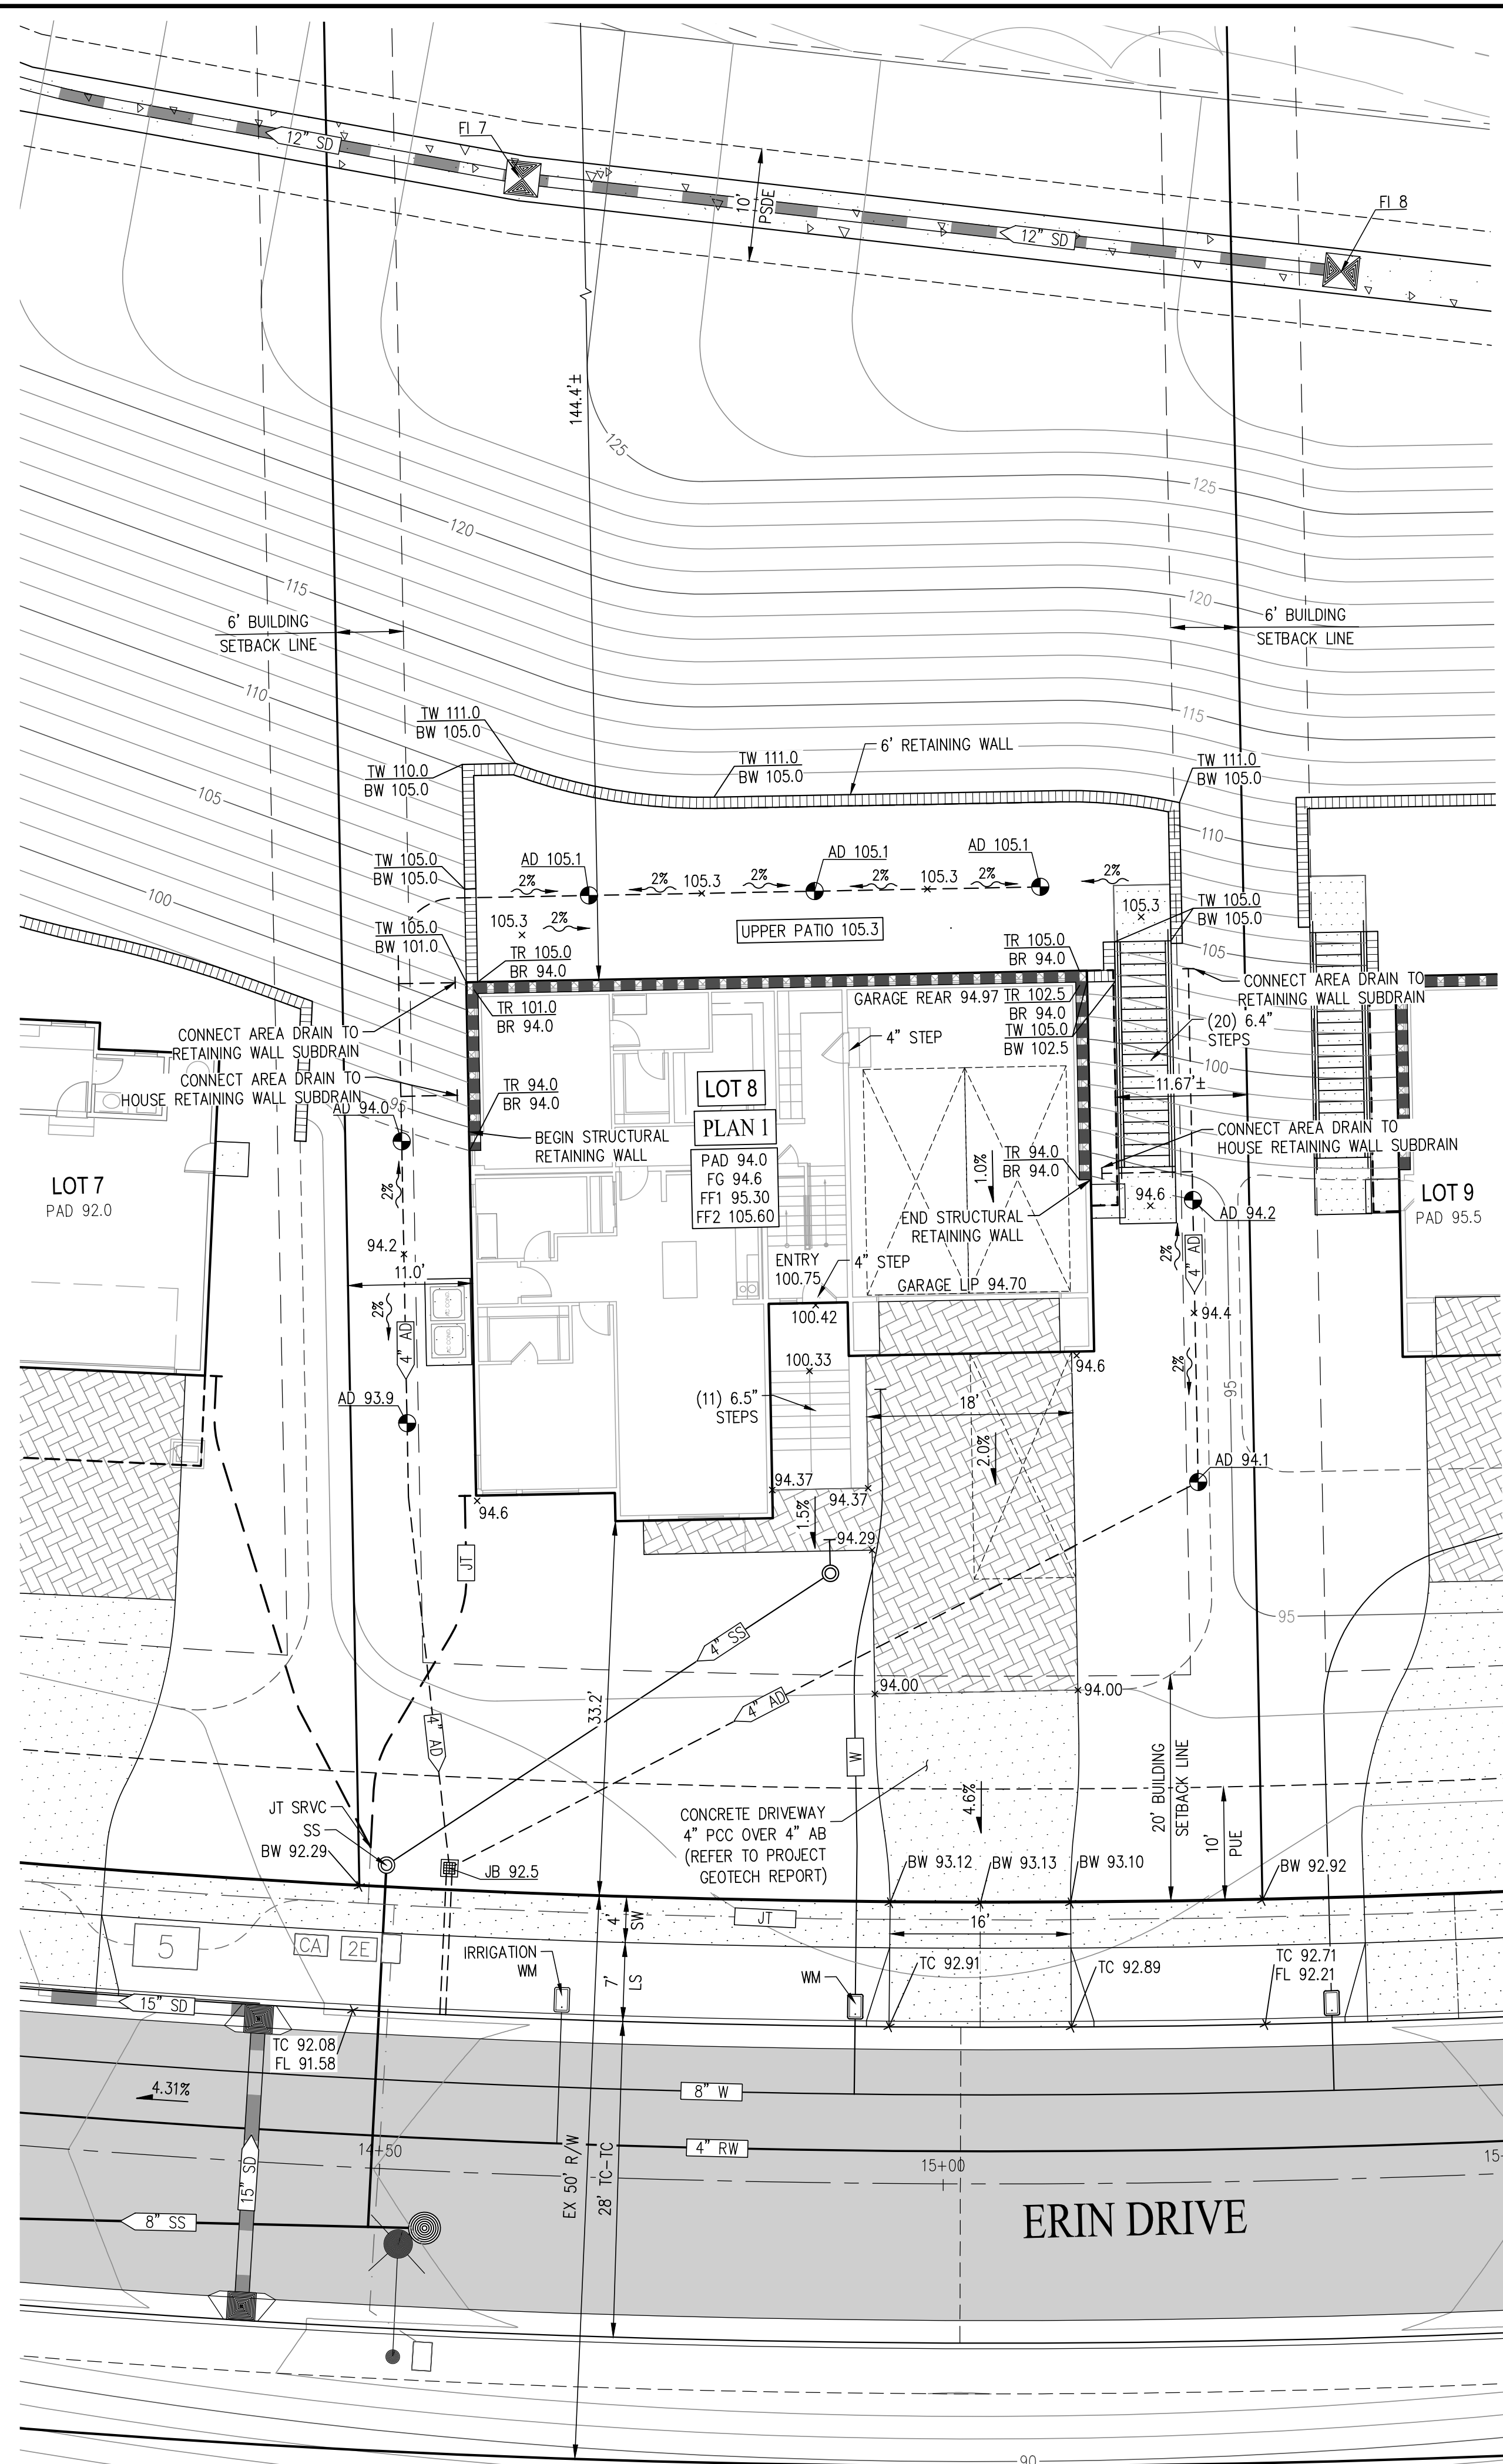 12" SD
FI 7
10'
PSDE
12" SD
FI 8
144.4'±
125
125
120
115
120
6' BUILDING
SETBACK LINE
6' BUILDING
SETBACK LINE
110
115
TW 111.0
BW 105.0
6' RETAINING WALL
TW 111.0
BW 105.0
TW 111.0
BW 105.0
TW 110.0
BW 105.0
105
110
AD 105.1
AD 105.1
AD 105.1
TW 105.0
BW 105.0
2%
2%
105.3
2%
2%
105.3
2%
2%
100
TW 105.0
BW 105.0
105.3
105.3
2%
UPPER PATIO 105.3
TW 105.0
BW 101.0
105
TR 105.0
BR 94.0
TR 105.0
BR 94.0
CONNECT AREA DRAIN TO
RETAINING WALL SUBDRAIN
GARAGE REAR 94.97
TR 102.5
BR 94.0
TR 101.0
BR 94.0
(20) 6.4"
STEPS
CONNECT AREA DRAIN TO
RETAINING WALL SUBDRAIN
4" STEP
TW 105.0
BW 102.5
100
CONNECT AREA DRAIN TO
HOUSE RETAINING WALL SUBDRAIN
LOT 8
11.67'±
TR 94.0
BR 94.0
95
AD 94.0
PLAN 1
BEGIN STRUCTURAL
RETAINING WALL
CONNECT AREA DRAIN TO
HOUSE RETAINING WALL SUBDRAIN
PAD 94.0
FG 94.6
FF1 95.30
FF2 105.60
1.0%
TR 94.0
BR 94.0
LOT 7
PAD 92.0
LOT 9
PAD 95.5
2%
94.6
AD 94.2
END STRUCTURAL
RETAINING WALL
94.2
2%
4" AD
ENTRY
100.75
4" STEP
11.0'
GARAGE LIP 94.70
2%
100.42
94.4
4" AD
100.33
94.6
2%
95
AD 93.9
(11) 6.5"
STEPS
18'
2.0%
AD 94.1
94.37
94.37
94.6
1.5%
94.29
JT
95
4" SS
94.00
94.00
33.2'
4" AD
4" AD
W
20' BUILDING
SETBACK LINE
10'
PUE
4.6%
JT SRVC
SS
BW 92.29
CONCRETE DRIVEWAY
4" PCC OVER 4" AB
(REFER TO PROJECT
GEOTECH REPORT)
JB 92.5
BW 93.12
BW 93.13
BW 93.10
BW 92.92
4'
SW
JT
16'
5
CA
2E
IRRIGATION
WM
7'
LS
WM
TC 92.91
TC 92.89
TC 92.71
FL 92.21
15" SD
TC 92.08
FL 91.58
4.31%
8" W
14+50
4" RW
15+00
15+
15" SD
EX 50' R/W
28' TC-TC
8" SS
ERIN DRIVE
90